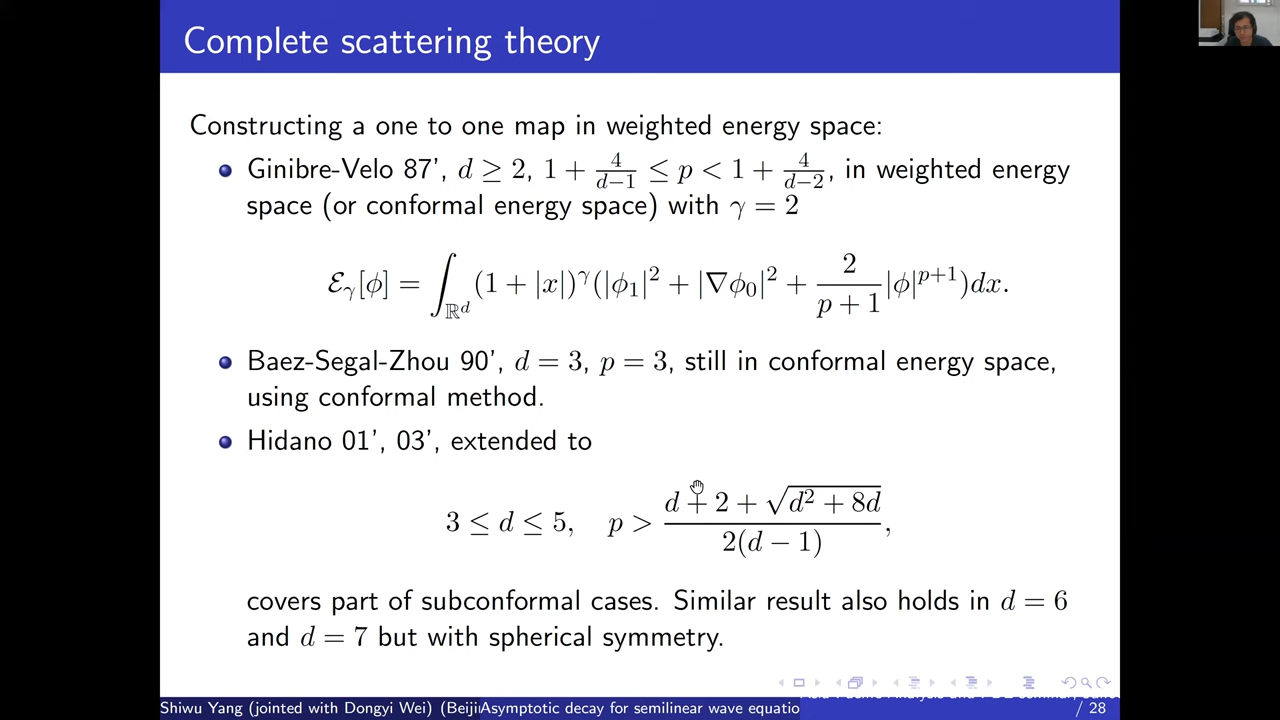 Complete scattering theory
Constructing a one to one map in weighted energy space:
Ginibre-Velo 87', d ≥ 2, 1 + 4/(d−1) ≤ p < 1 + 4/(d−2), in weighted energy
space (or conformal energy space) with γ = 2
ℰ_γ[ϕ] = ∫_{ℝ^d} (1 + |x|)^γ (|ϕ_1|^2 + |∇ϕ_0|^2 + 2/(p+1) |ϕ|^{p+1})dx.
Baez-Segal-Zhou 90', d = 3, p = 3, still in conformal energy space,
using conformal method.
Hidano 01', 03', extended to
3 ≤ d ≤ 5, p > (d + 2 + √(d^2 + 8d))/(2(d − 1)),
covers part of subconformal cases. Similar result also holds in d = 6
and d = 7 but with spherical symmetry.
Shiwu Yang (jointed with Dongyi Wei) (Beiji Asymptotic decay for semilinear wave equatio / 28